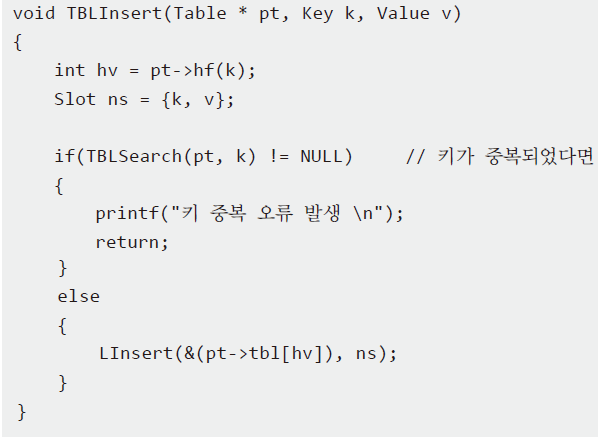 void TBLInsert(Table * pt, Key k, Value v)
{
    int hv = pt->hf(k);
    Slot ns = {k, v};

    if(TBLSearch(pt, k) != NULL)     // 키가 중복되었다면
    {
        printf("키 중복 오류 발생 \n");
        return;
    }
    else
    {
        LInsert(&(pt->tbl[hv]), ns);
    }
}